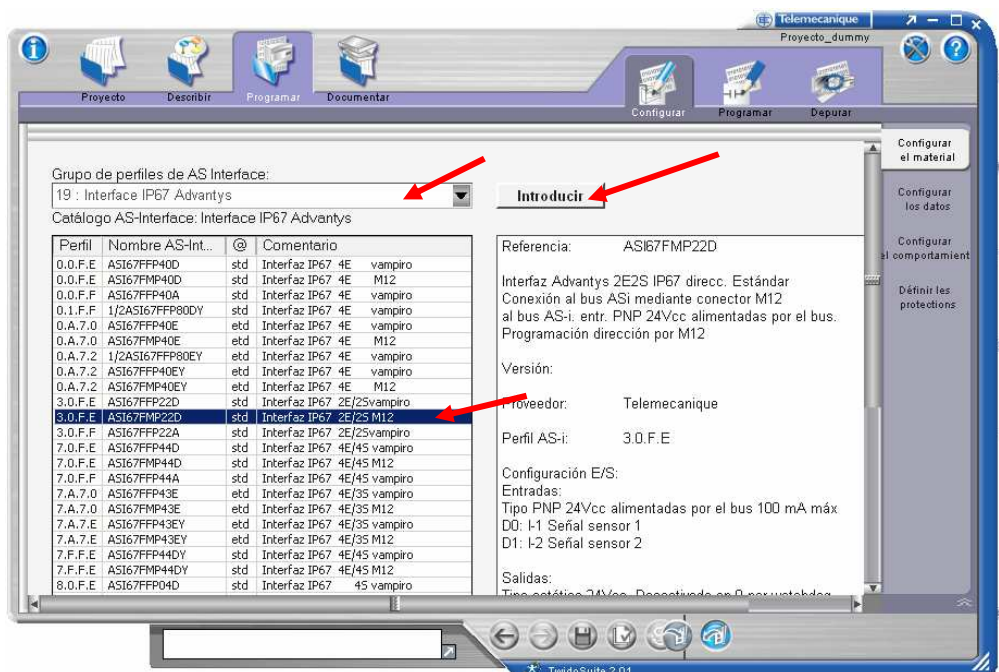 Telemecanique
Proyecto_dummy
Proyecto
Describir
Programar
Documentar
Configurar
Programar
Depurar
Configurar
el material
Configurar
los datos
Configurar
el comportamient
Définir les
protections
Grupo de perfiles de AS Interface:
19 : Interface IP67 Advantys
Introducir
Catálogo AS-Interface: Interface IP67 Advantys
Perfil Nombre AS-Int... @ Comentario
0.0.F.E ASI67FFP40D std Interfaz IP67 4E vampiro
0.0.F.E ASI67FMP40D std Interfaz IP67 4E M12
0.0.F.F ASI67FFP40A std Interfaz IP67 4E vampiro
0.1.F.F 1/2ASI67FFP80DY std Interfaz IP67 4E vampiro
0.A.7.0 ASI67FFP40E etd Interfaz IP67 4E vampiro
0.A.7.0 ASI67FMP40E etd Interfaz IP67 4E M12
0.A.7.2 1/2ASI67FFP80EY etd Interfaz IP67 4E vampiro
0.A.7.2 ASI67FFP40EY etd Interfaz IP67 4E vampiro
0.A.7.2 ASI67FMP40EY etd Interfaz IP67 4E M12
3.0.F.E ASI67FFP22D std Interfaz IP67 2E/2Svampiro
3.0.F.E ASI67FMP22D std Interfaz IP67 2E/2S M12
3.0.F.F ASI67FFP22A std Interfaz IP67 2E/2Svampiro
7.0.F.E ASI67FFP44D std Interfaz IP67 4E/4S vampiro
7.0.F.E ASI67FMP44D std Interfaz IP67 4E/4S M12
7.0.F.F ASI67FFP44A std Interfaz IP67 4E/4S vampiro
7.A.7.0 ASI67FFP43E etd Interfaz IP67 4E/3S vampiro
7.A.7.0 ASI67FMP43E etd Interfaz IP67 4E/3S M12
7.A.7.E ASI67FFP43EY etd Interfaz IP67 4E/3S vampiro
7.A.7.E ASI67FMP43EY etd Interfaz IP67 4E/3S M12
7.F.F.E ASI67FFP44DY std Interfaz IP67 4E/4S vampiro
7.F.F.E ASI67FMP44DY std Interfaz IP67 4E/4S M12
8.0.F.E ASI67FFP04D std Interfaz IP67 4S vampiro
Referencia: ASI67FMP22D
Interfaz Advantys 2E2S IP67 direcc. Estándar
Conexión al bus ASi mediante conector M12
al bus AS-i. entr. PNP 24Vcc alimentadas por el bus.
Programación dirección por M12
Versión:
Proveedor: Telemecanique
Perfil AS-i: 3.0.F.E
Configuración E/S:
Entradas:
Tipo PNP 24Vcc alimentadas por el bus 100 mA máx
D0: I-1 Señal sensor 1
D1: I-2 Señal sensor 2
Salidas:
Tipo estático 24Vcc. Desactivado en 0 por watchdog
TwidoSuite 2.01